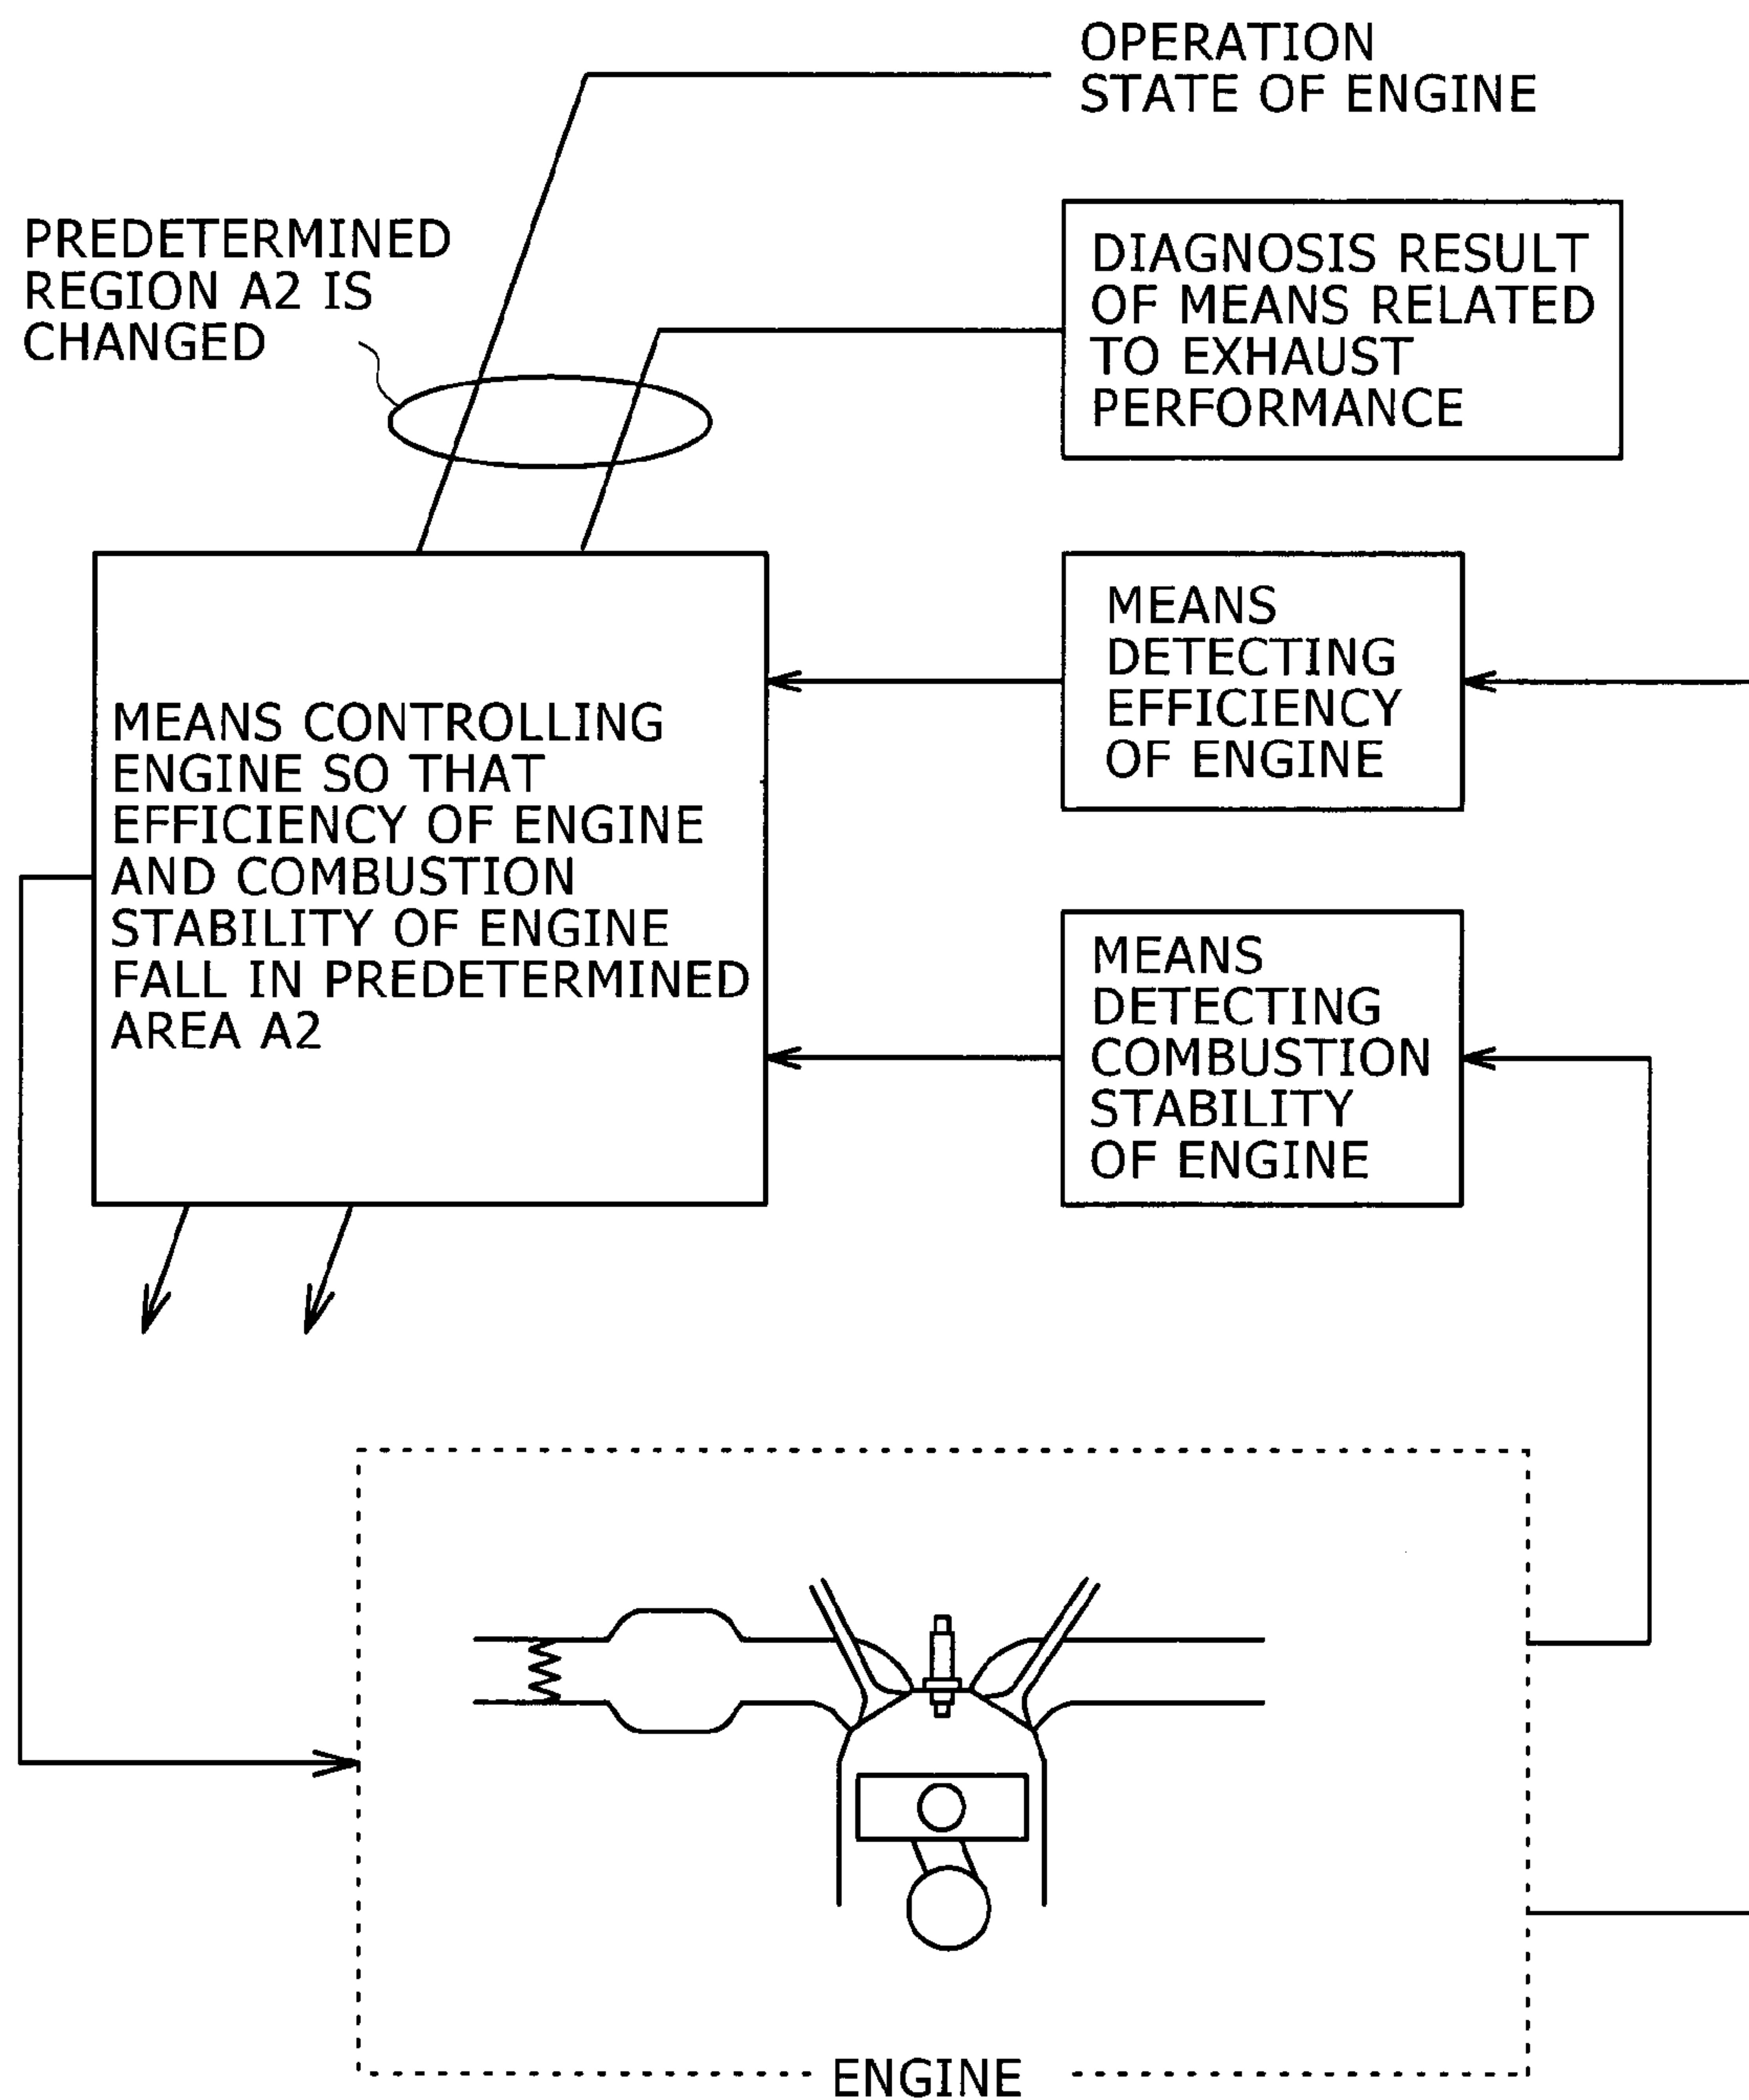 OPERATION
STATE OF ENGINE
PREDETERMINED
REGION A2 IS
CHANGED
DIAGNOSIS RESULT
OF MEANS RELATED
TO EXHAUST
PERFORMANCE
MEANS CONTROLLING
ENGINE SO THAT
EFFICIENCY OF ENGINE
AND COMBUSTION
STABILITY OF ENGINE
FALL IN PREDETERMINED
AREA A2
MEANS
DETECTING
EFFICIENCY
OF ENGINE
MEANS
DETECTING
COMBUSTION
STABILITY
OF ENGINE
ENGINE